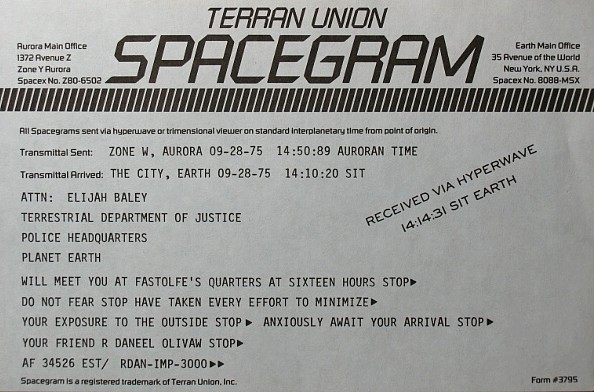 TERRAN UNION
SPACEGRAM
Aurora Main Office
1372 Avenue Z
Zone Y Aurora
Spacex No. Z80-6502
Earth Main Office
35 Avenue of the World
New York, NY U.S.R.
Spacex No. 8088-MSX
All Spacegrams sent via hyperwave or trimensional viewer on standard interplanetary time from point of origin.
Transmittal Sent: ZONE W, AURORA 09-28-75 14:50:89 AURORAN TIME
Transmittal Arrived: THE CITY, EARTH 09-28-75 14:10:20 SIT
RECEIVED VIA HYPERWAVE
14:14:31 SIT EARTH
ATTN: ELIJAH BALEY
TERRESTRIAL DEPARTMENT OF JUSTICE
POLICE HEADQUARTERS
PLANET EARTH
WILL MEET YOU AT FASTOLFE'S QUARTERS AT SIXTEEN HOURS STOP▶
DO NOT FEAR STOP HAVE TAKEN EVERY EFFORT TO MINIMIZE▶
YOUR EXPOSURE TO THE OUTSIDE STOP▶ ANXIOUSLY AWAIT YOUR ARRIVAL STOP▶
YOUR FRIEND R DANEEL OLIVAW STOP▶
AF 34526 EST/ RDAN-IMP-3000▶▶
Spacegram is a registered trademark of Terran Union, Inc.
Form #3795